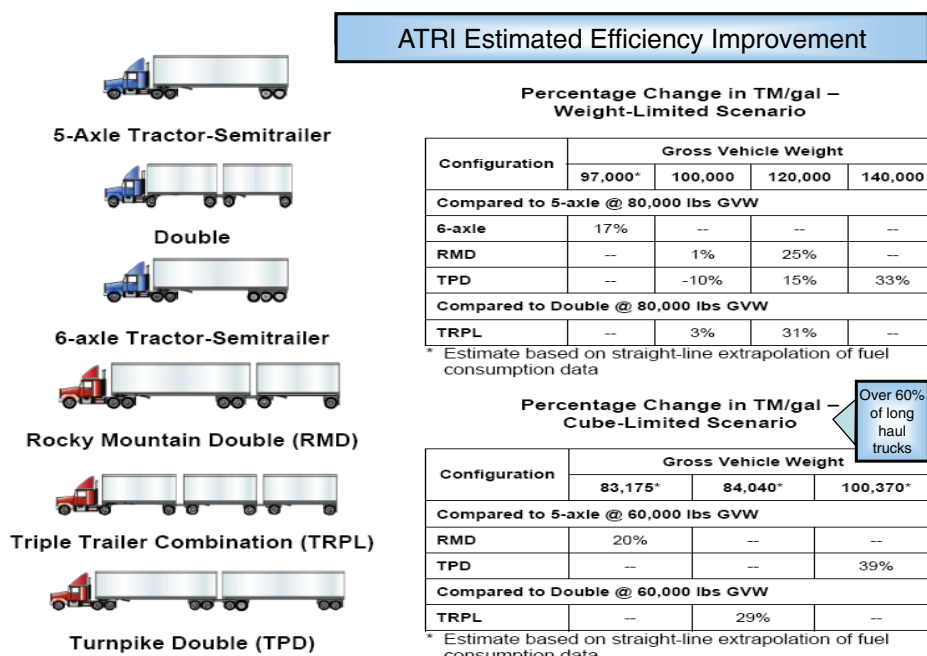 ATRI Estimated Efficiency Improvement
5-Axle Tractor-Semitrailer
Double
6-axle Tractor-Semitrailer
Rocky Mountain Double (RMD)
Triple Trailer Combination (TRPL)
Turnpike Double (TPD)
Percentage Change in TM/gal –
Weight-Limited Scenario
Configuration Gross Vehicle Weight
97,000* 100,000 120,000 140,000
Compared to 5-axle @ 80,000 lbs GVW
6-axle 17% -- -- --
RMD -- 1% 25% --
TPD -- -10% 15% 33%
Compared to Double @ 80,000 lbs GVW
TRPL -- 3% 31% --
* Estimate based on straight-line extrapolation of fuel
consumption data
Percentage Change in TM/gal –
Cube-Limited Scenario
Over 60%
of long
haul
trucks
Configuration Gross Vehicle Weight
83,175* 84,040* 100,370*
Compared to 5-axle @ 60,000 lbs GVW
RMD 20% -- --
TPD -- -- 39%
Compared to Double @ 60,000 lbs GVW
TRPL -- 29% --
* Estimate based on straight-line extrapolation of fuel
consumption data